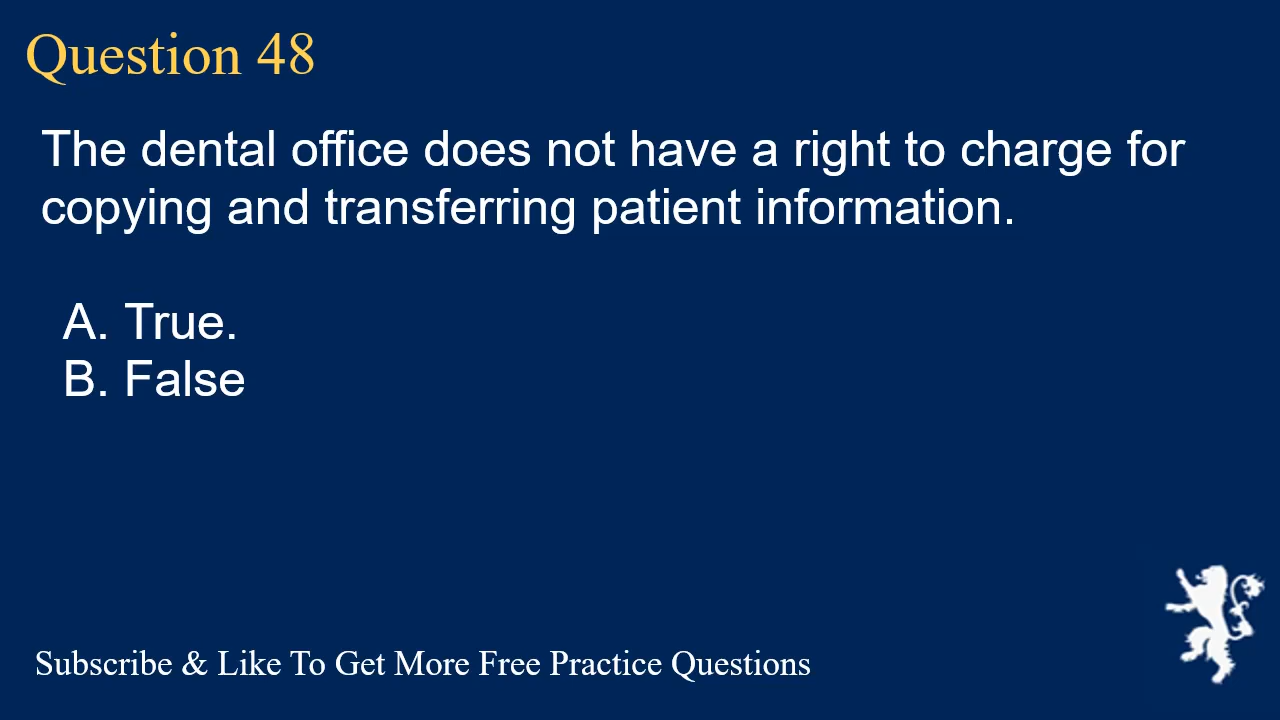 Question 48
The dental office does not have a right to charge for
copying and transferring patient information.
A. True.
B. False
Subscribe & Like To Get More Free Practice Questions